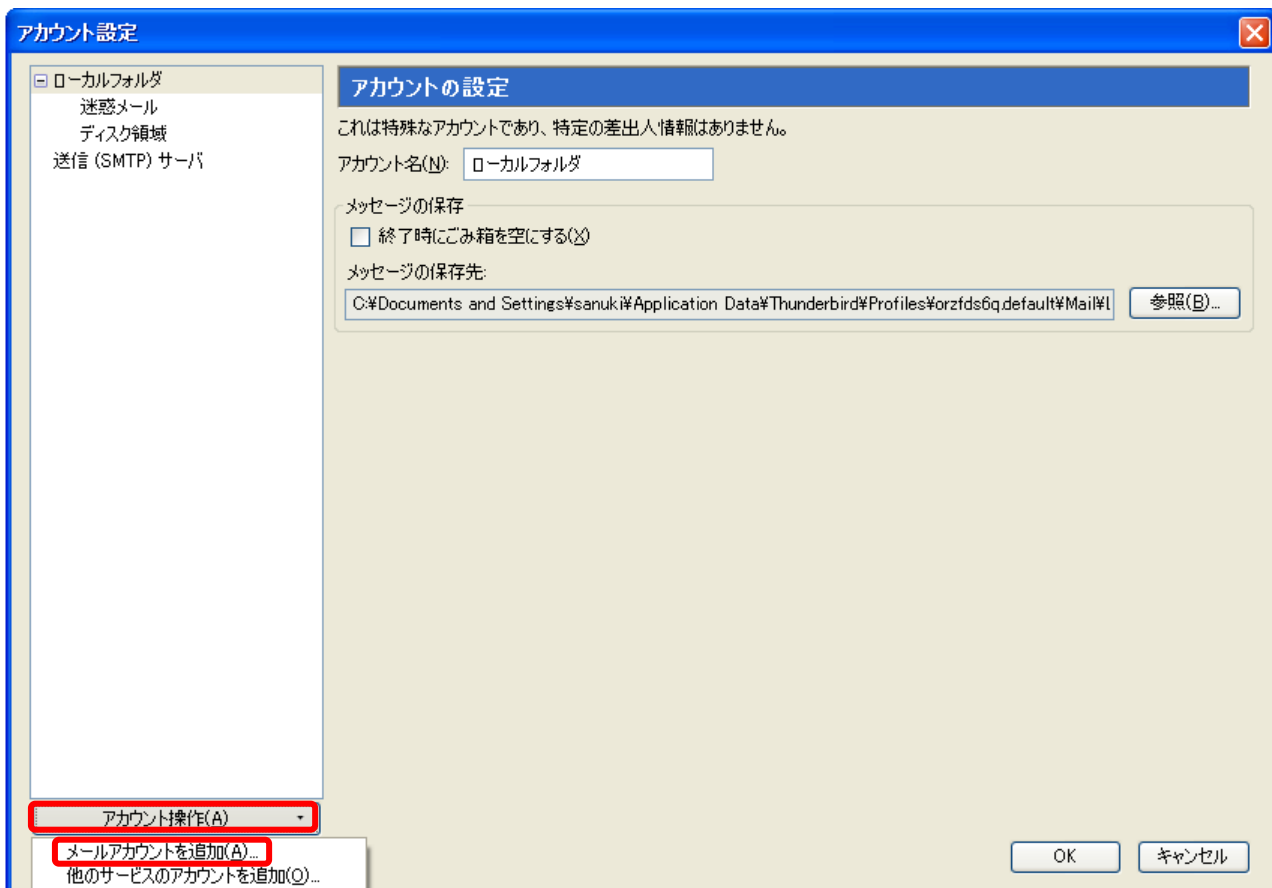 アカウント設定
ローカルフォルダ
迷惑メール
ディスク領域
送信 (SMTP) サーバ
アカウントの設定
これは特殊なアカウントであり、特定の差出人情報はありません。
アカウント名(N): ローカルフォルダ
メッセージの保存
終了時にごみ箱を空にする(X)
メッセージの保存先:
C:¥Documents and Settings¥sanuki¥Application Data¥Thunderbird¥Profiles¥orzfds6q.default¥Mail¥L 参照(B)...
アカウント操作(A)
メールアカウントを追加(A)...
他のサービスのアカウントを追加(O)...
OK キャンセル